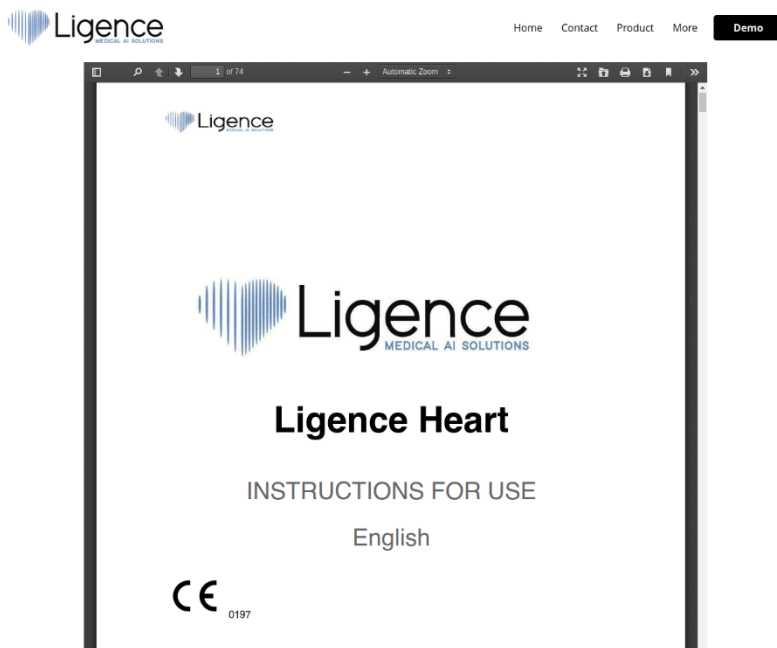 Ligence
MEDICAL AI SOLUTIONS
Home Contact Product More Demo
1 of 74 Automatic Zoom
Ligence
MEDICAL AI SOLUTIONS
Ligence
MEDICAL AI SOLUTIONS
Ligence Heart
INSTRUCTIONS FOR USE
English
CE 0197